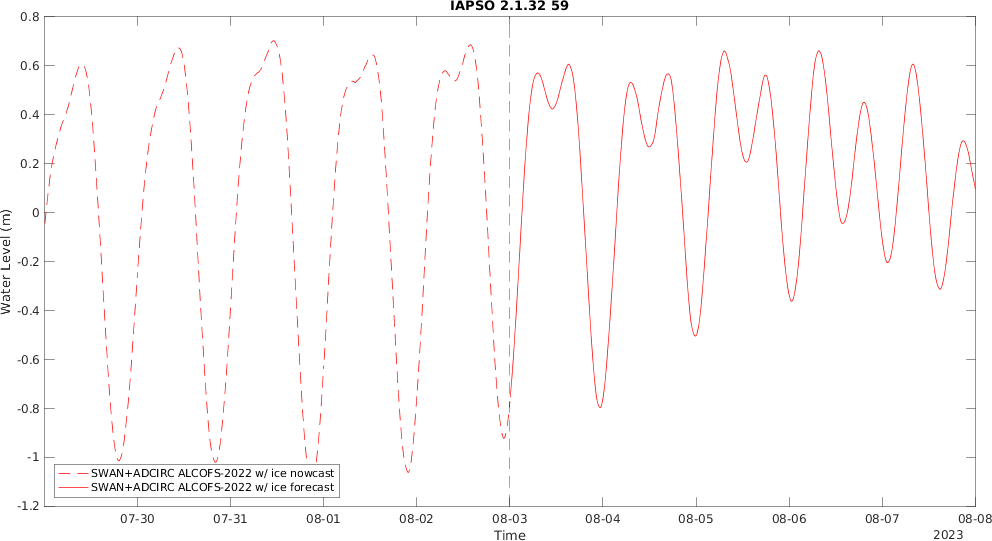 IAPSO 2.1.32 59
Water Level (m)
0.8
0.6
0.4
0.2
0
-0.2
-0.4
-0.6
-0.8
-1
-1.2
SWAN+ADCIRC ALCOFS-2022 w/ ice nowcast
SWAN+ADCIRC ALCOFS-2022 w/ ice forecast
07-30 07-31 08-01 08-02 08-03 08-04 08-05 08-06 08-07 08-08
Time
2023